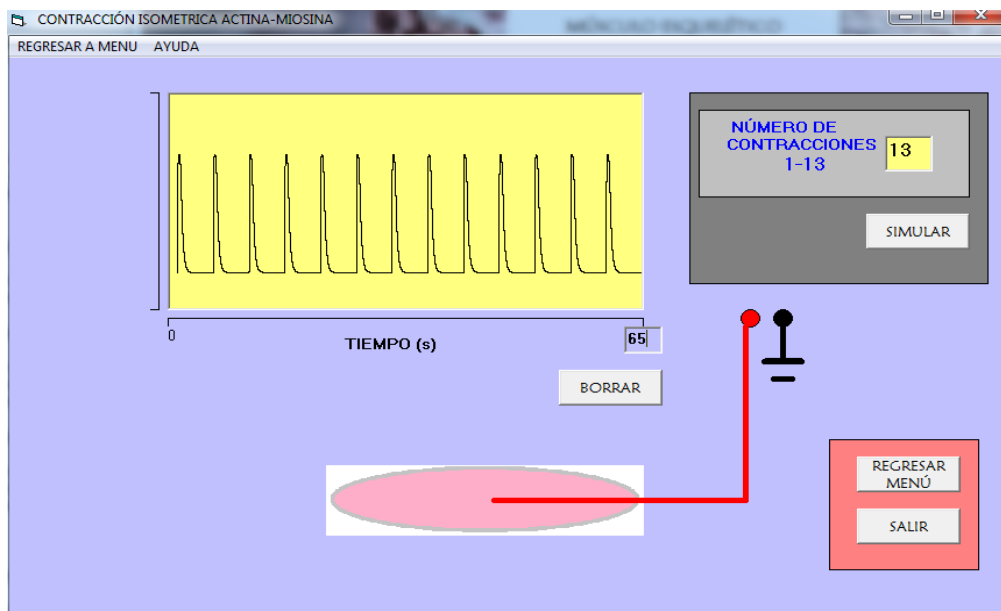 CONTRACCIÓN ISOMETRICA ACTINA-MIOSINA
REGRESAR A MENU AYUDA
NÚMERO DE
CONTRACCIONES
1-13
13
SIMULAR
0
TIEMPO (s)
65
BORRAR
REGRESAR
MENÚ
SALIR